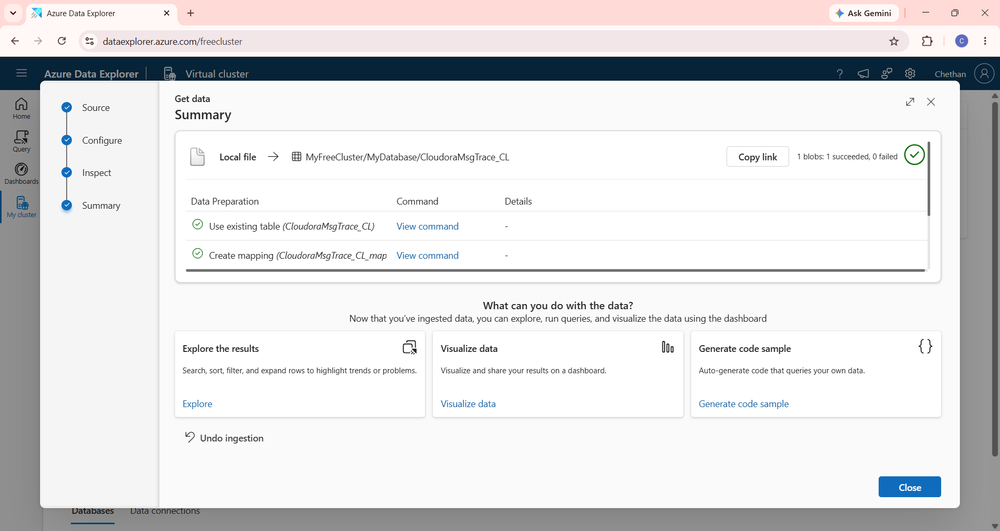 Azure Data Explorer
Ask Gemini
dataexplorer.azure.com/freecluster
C
Azure Data Explorer
Virtual cluster
Chethan
Home
Query
Dashboards
My cluster
Source
Configure
Inspect
Summary
Get data
Summary
Local file
MyFreeCluster/MyDatabase/CloudoraMsgTrace_CL
Copy link
1 blobs: 1 succeeded, 0 failed
Data Preparation Command Details
Use existing table (CloudoraMsgTrace_CL) View command -
Create mapping (CloudoraMsgTrace_CL_map View command -
What can you do with the data?
Now that you've ingested data, you can explore, run queries, and visualize the data using the dashboard
Explore the results
Search, sort, filter, and expand rows to highlight trends or problems.
Explore
Visualize data
Visualize and share your results on a dashboard.
Visualize data
Generate code sample
Auto-generate code that queries your own data.
Generate code sample
Undo ingestion
Close
Databases
Data connections